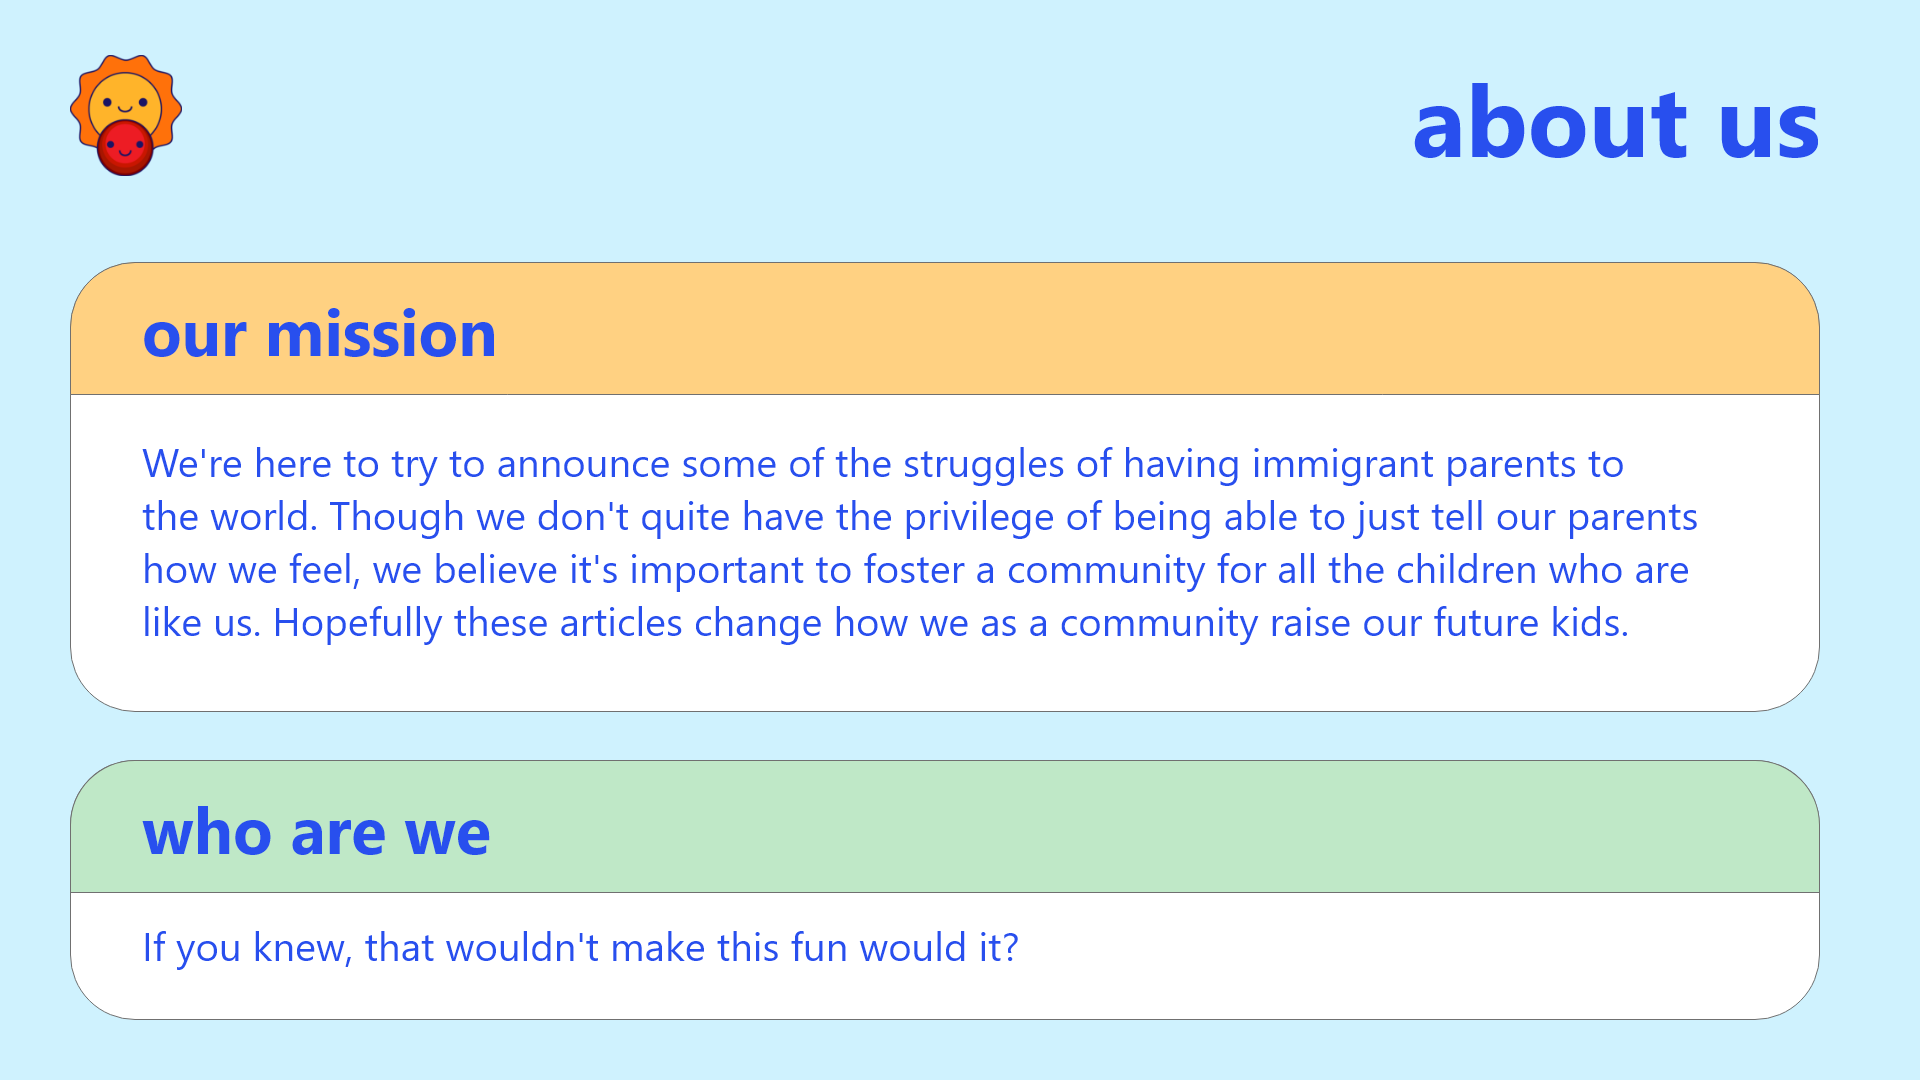 about us
our mission
We're here to try to announce some of the struggles of having immigrant parents to
the world. Though we don't quite have the privilege of being able to just tell our parents
how we feel, we believe it's important to foster a community for all the children who are
like us. Hopefully these articles change how we as a community raise our future kids.
who are we
If you knew, that wouldn't make this fun would it?